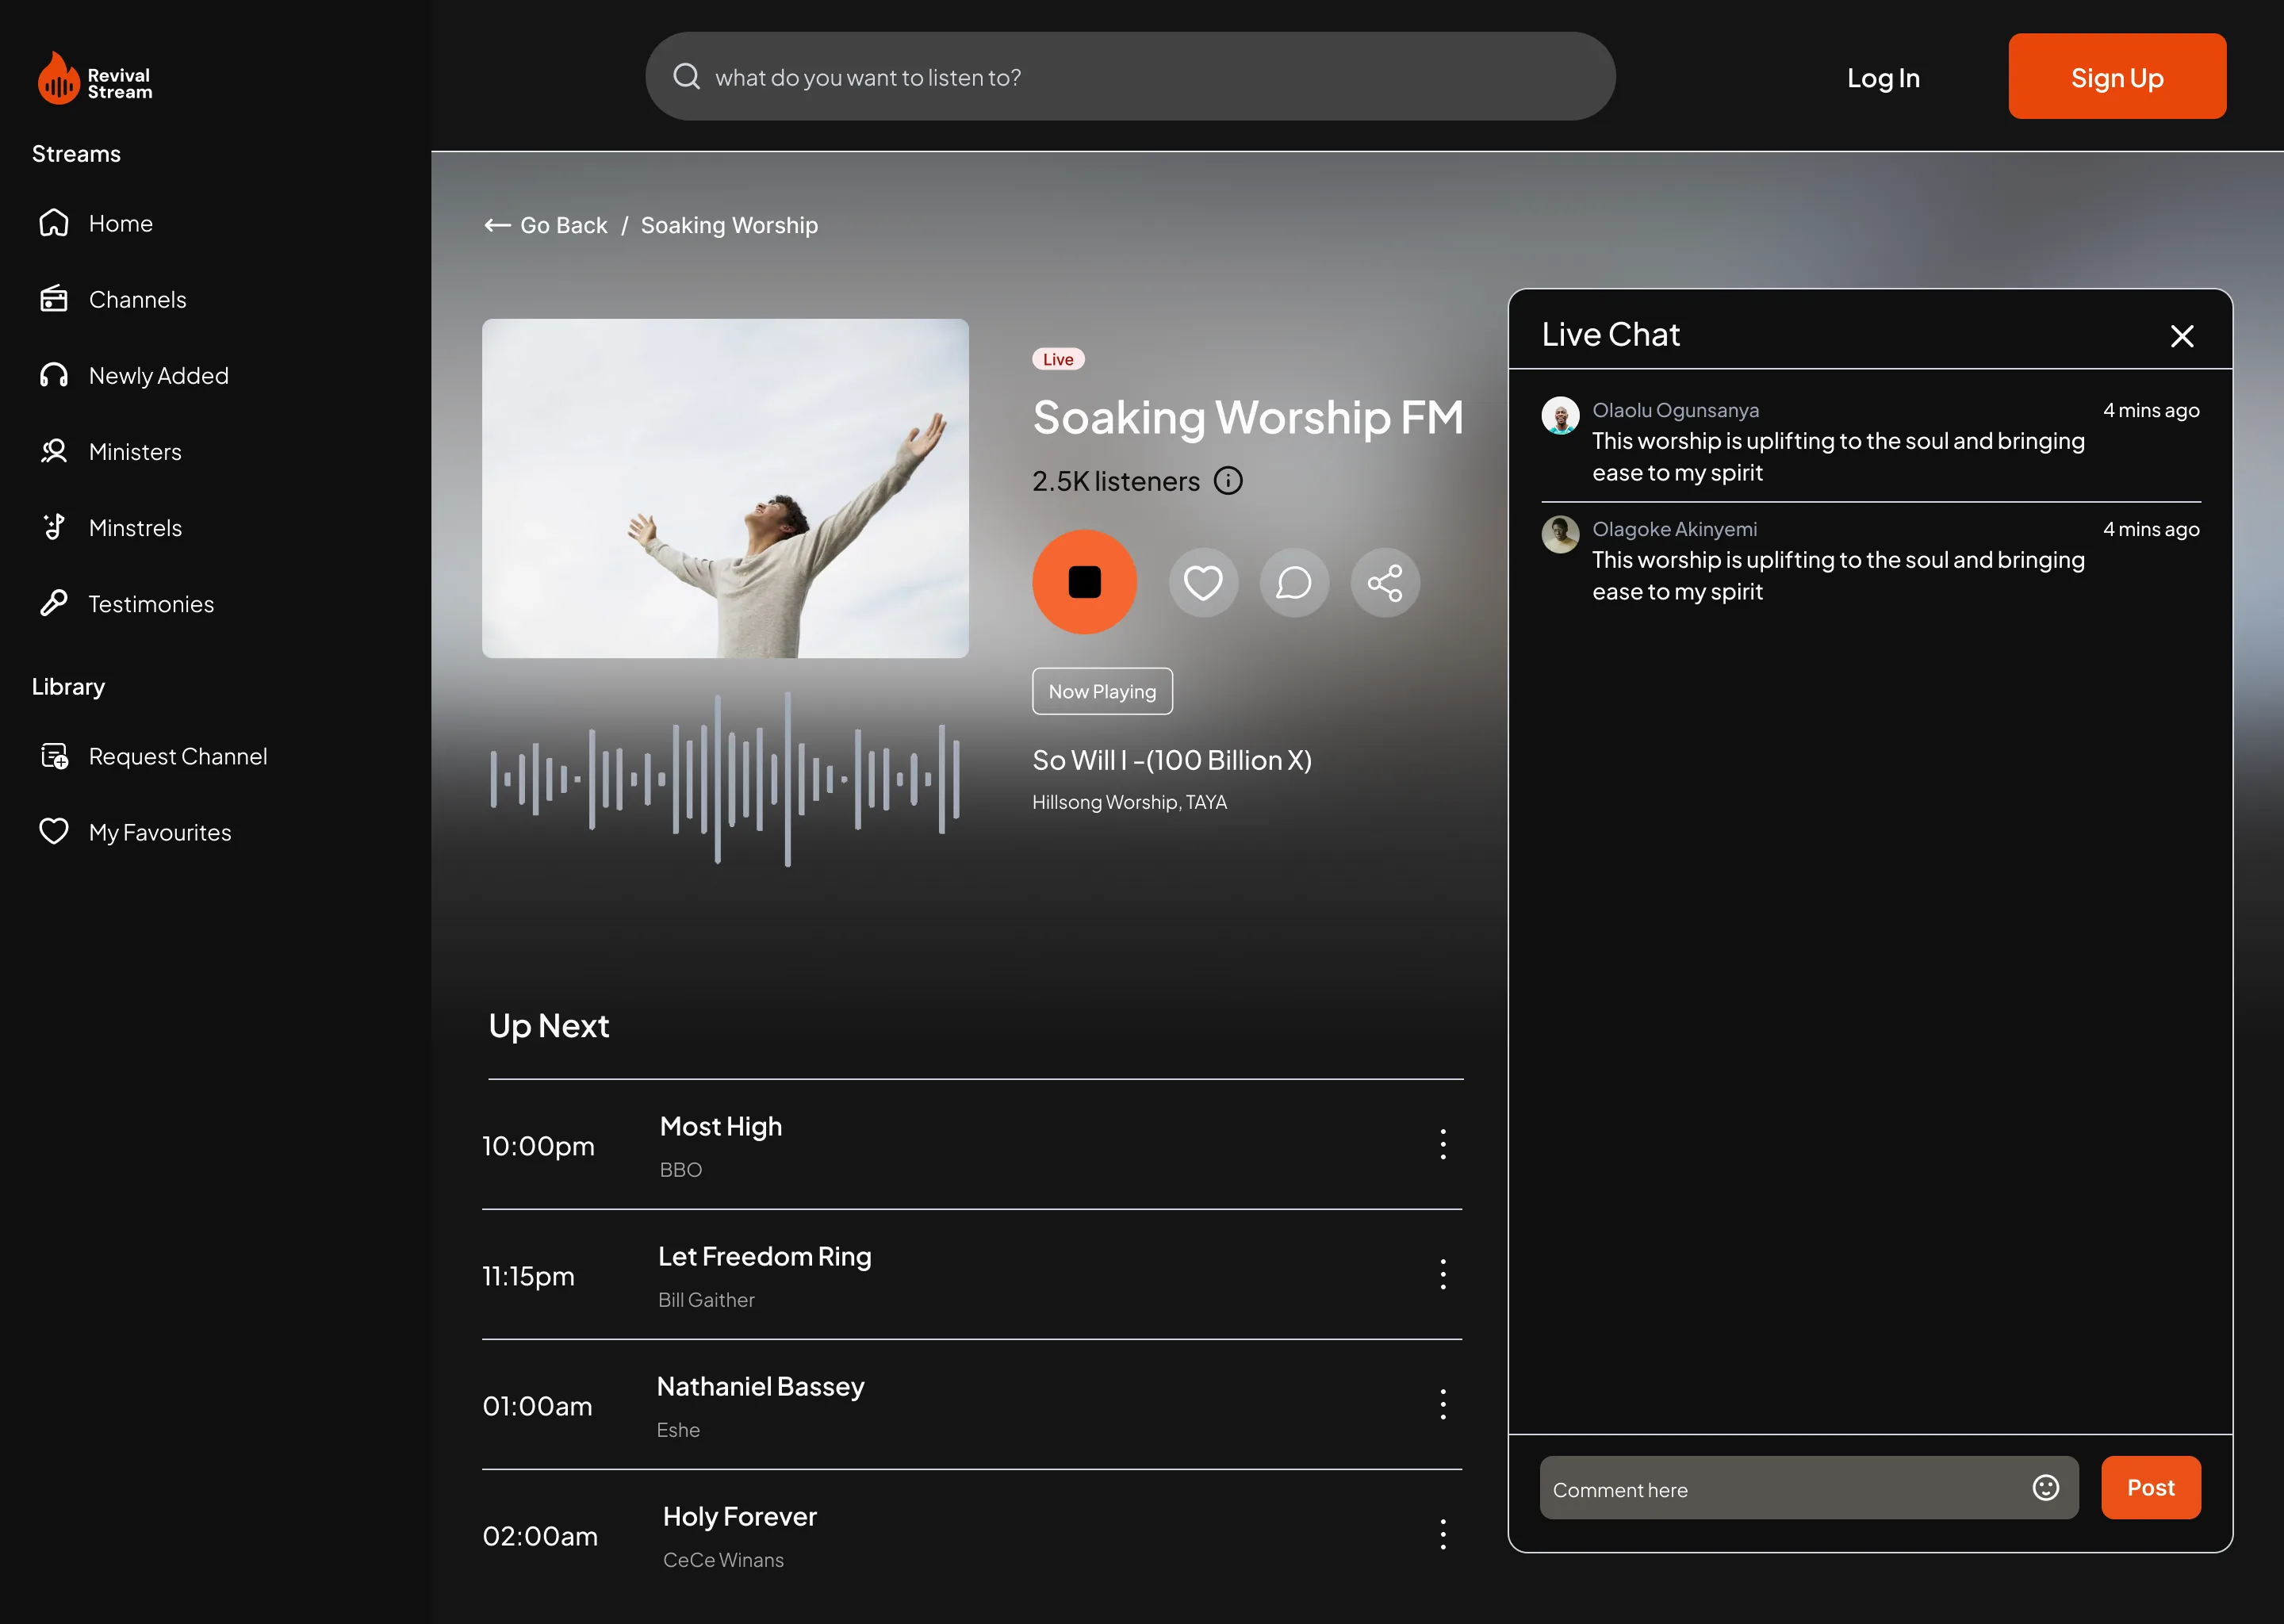 Revival
Stream
what do you want to listen to?
Log In
Sign Up
Streams
Home
Channels
Newly Added
Ministers
Minstrels
Testimonies
Library
Request Channel
My Favourites
Go Back / Soaking Worship
Live
Soaking Worship FM
2.5K listeners
Now Playing
So Will I -(100 Billion X)
Hillsong Worship, TAYA
Up Next
10:00pm
Most High
BBO
11:15pm
Let Freedom Ring
Bill Gaither
01:00am
Nathaniel Bassey
Eshe
02:00am
Holy Forever
CeCe Winans
Live Chat
Olaolu Ogunsanya
4 mins ago
This worship is uplifting to the soul and bringing
ease to my spirit
Olagoke Akinyemi
4 mins ago
This worship is uplifting to the soul and bringing
ease to my spirit
Comment here
Post